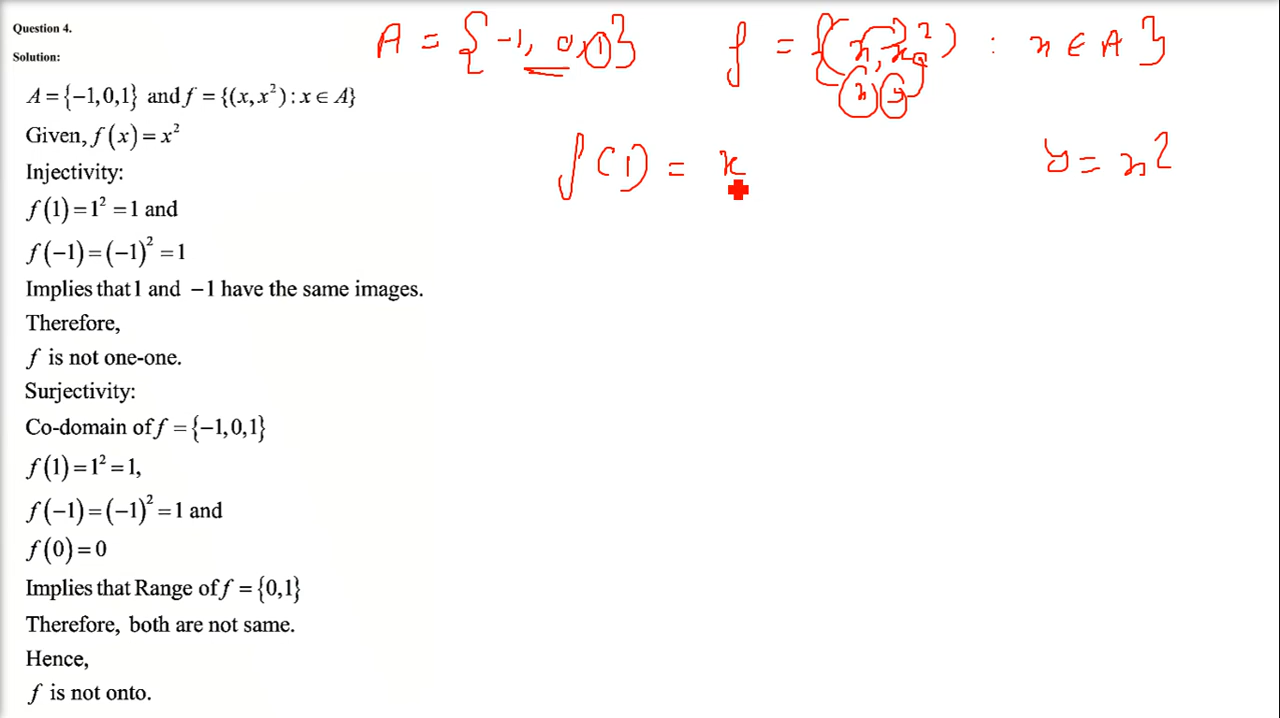 Question 4.
Solution:
A = {-1,0,1} and f = {(x, x²) : x ∈ A}
Given, f(x) = x²
Injectivity:
f(1) = 1² = 1 and
f(-1) = (-1)² = 1
Implies that 1 and -1 have the same images.
Therefore,
f is not one-one.
Surjectivity:
Co-domain of f = {-1,0,1}
f(1) = 1² = 1,
f(-1) = (-1)² = 1 and
f(0) = 0
Implies that Range of f = {0,1}
Therefore, both are not same.
Hence,
f is not onto.
A = {-1, 0, 1} f = {(x, x²) : x ∈ A}
x y
f(1) = x y = x²